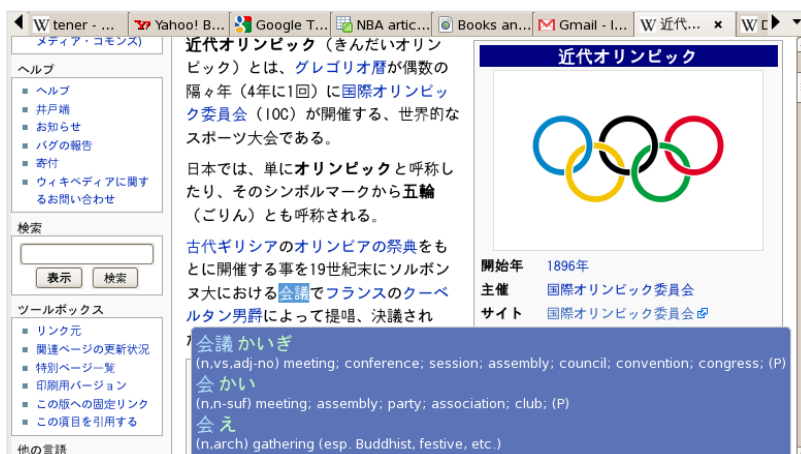 tener - ...
Yahoo! B...
Google T...
NBA artic...
Books an...
Gmail - I...
近代...
メディア・コモンズ)
ヘルプ
ヘルプ
井戸端
お知らせ
バグの報告
寄付
ウィキペディアに関す
るお問い合わせ
検索
表示 検索
ツールボックス
リンク元
関連ページの更新状況
特別ページ一覧
印刷用バージョン
この版への固定リンク
この項目を引用する
他の言語
近代オリンピック（きんだいオリン
ピック）とは、グレゴリオ暦が偶数の
隔々年（4年に1回）に国際オリンピッ
ク委員会（IOC）が開催する、世界的な
スポーツ大会である。
日本では、単にオリンピックと呼称し
たり、そのシンボルマークから五輪
（ごりん）とも呼称される。
古代ギリシアのオリンピアの祭典をも
とに開催する事を19世紀末にソルボン
ヌ大における会議でフランスのクーベ
ルタン男爵によって提唱、決議され
近代オリンピック
開始年 1896年
主催 国際オリンピック委員会
サイト 国際オリンピック委員会
会議 かいぎ
(n,vs,adj-no) meeting; conference; session; assembly; council; convention; congress; (P)
会 かい
(n,n-suf) meeting; assembly; party; association; club; (P)
会 え
(n,arch) gathering (esp. Buddhist, festive, etc.)